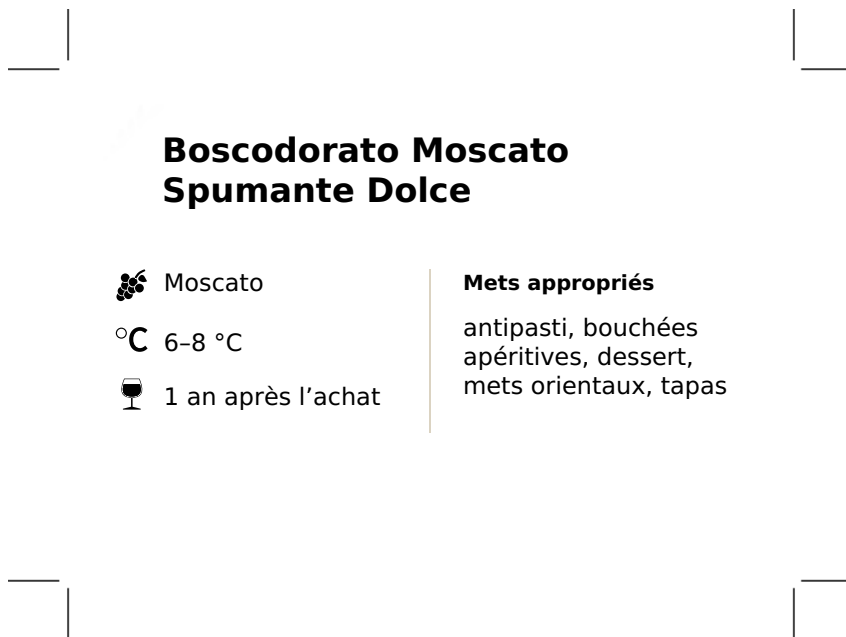 Boscodorato Moscato
Spumante Dolce
Moscato
°C 6–8 °C
1 an après l’achat
Mets appropriés
antipasti, bouchées
apéritives, dessert,
mets orientaux, tapas